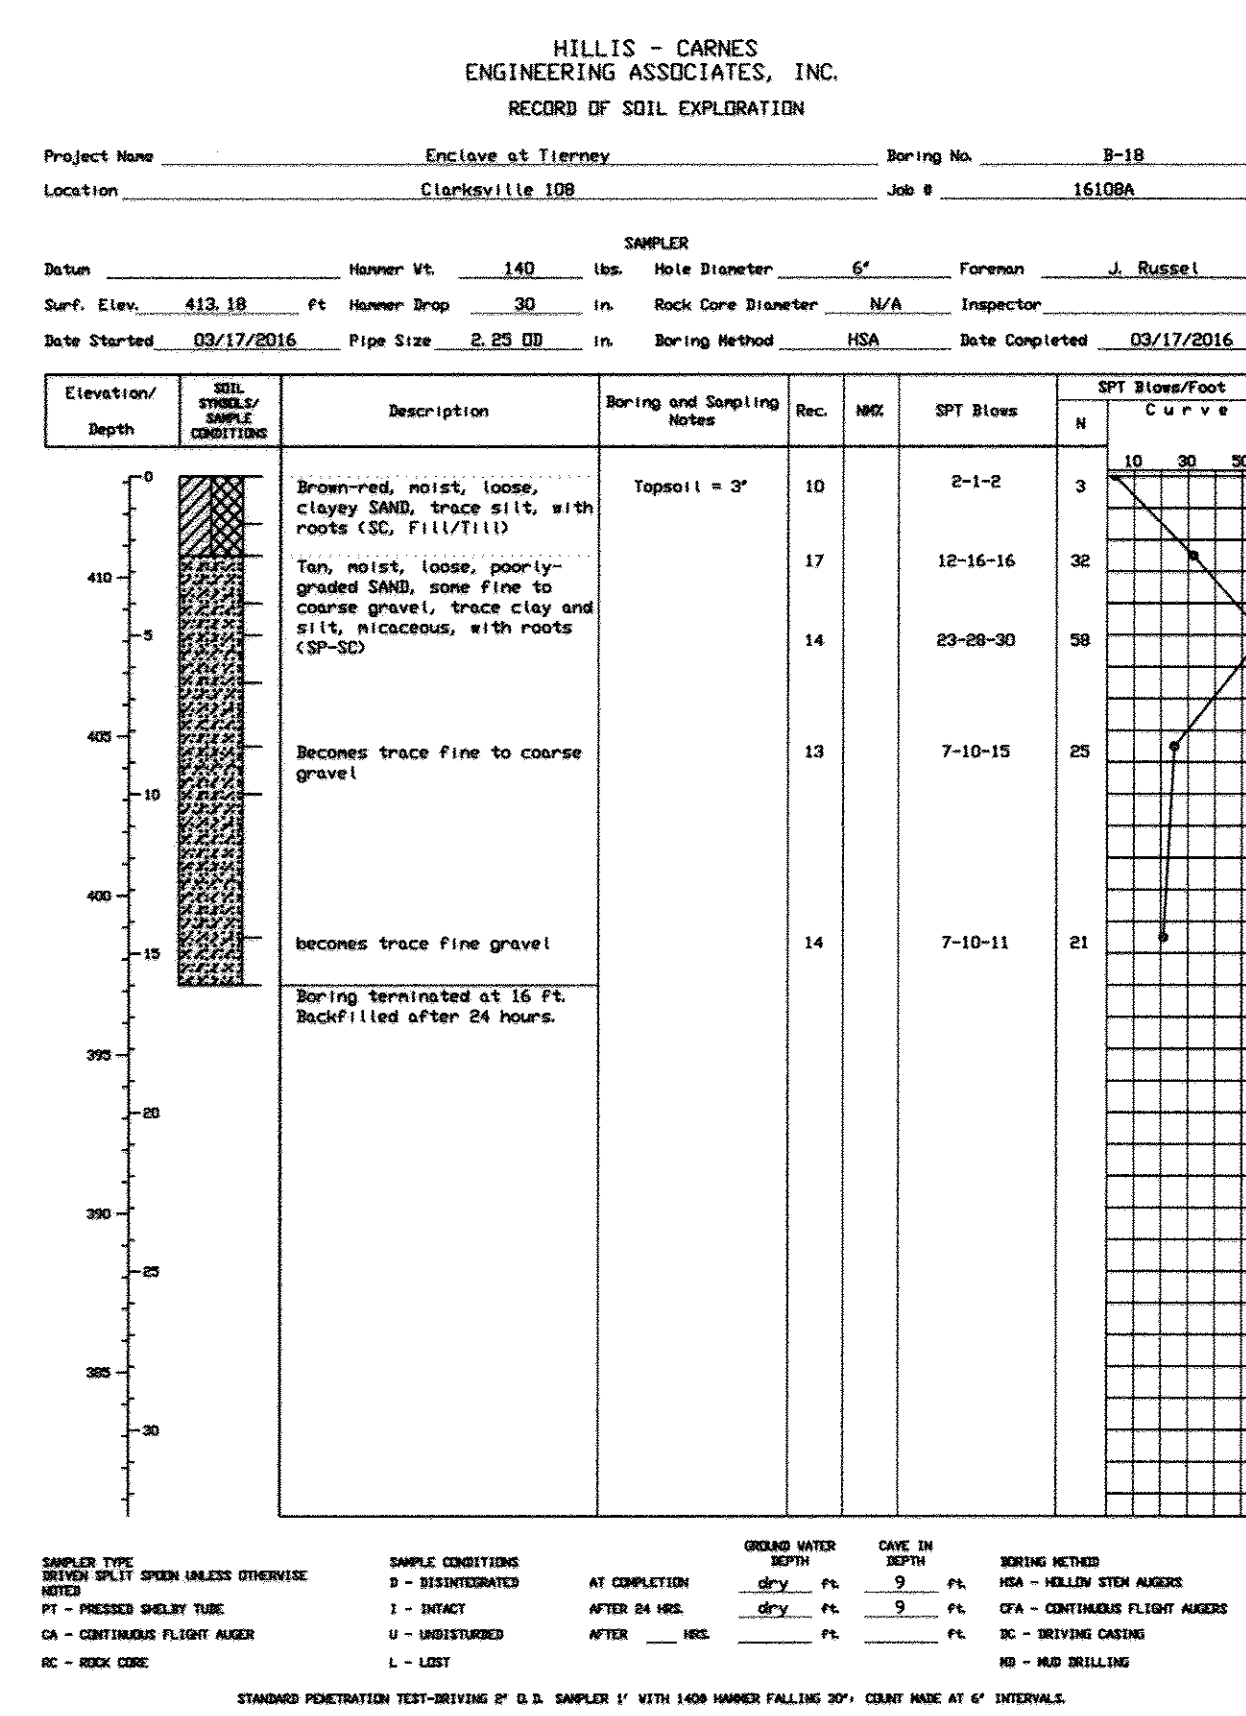 HILLIS - CARNES
ENGINEERING ASSOCIATES, INC.
RECORD OF SOIL EXPLORATION
Project Name Enclave at Tierney Boring No. B-18
Location Clarksville 108 Job # 16108A
SAMPLER
Datum Hammer Wt. 140 lbs. Hole Diameter 6" Foreman J. Russel
Surf. Elev. 413.18 ft Hammer Drop 30 in. Rock Core Diameter N/A Inspector
Date Started 03/17/2016 Pipe Size 2.25 OD in. Boring Method HSA Date Completed 03/17/2016
Elevation/
Depth
SOIL
SYMBOLS/
SAMPLE
CONDITIONS
Description
Boring and Sampling
Notes
Rec.
NM%
SPT Blows
SPT Blows/Foot
N
Curve
10 30 50
0
Brown-red, moist, loose, Topsoil = 3" 10 2-1-2 3
clayey SAND, trace silt, with
roots (SC, Fill/Till)
Tan, moist, loose, poorly- 17 12-16-16 32
410
graded SAND, some fine to
coarse gravel, trace clay and
silt, micaceous, with roots
5
(SP-SC) 14 23-28-30 58
405
Becomes trace fine to coarse 13 7-10-15 25
gravel
10
400
becomes trace fine gravel 14 7-10-11 21
15
Boring terminated at 16 ft.
Backfilled after 24 hours.
395
20
390
25
385
30
SAMPLER TYPE
DRIVEN SPLIT SPOON UNLESS OTHERWISE
NOTED
PT - PRESSED SHELBY TUBE
CA - CONTINUOUS FLIGHT AUGER
RC - ROCK CORE
SAMPLE CONDITIONS
D - DISINTEGRATED
I - INTACT
U - UNDISTURBED
L - LOST
GROUND WATER
DEPTH
CAVE IN
DEPTH
AT COMPLETION dry ft. 9 ft.
AFTER 24 HRS. dry ft. 9 ft.
AFTER ___ HRS. ft. ft.
BORING METHOD
HSA - HOLLOW STEM AUGERS
CFA - CONTINUOUS FLIGHT AUGERS
DC - DRIVING CASING
MD - MUD DRILLING
STANDARD PENETRATION TEST-DRIVING 2" O.D. SAMPLER 1' WITH 140# HAMMER FALLING 30"; COUNT MADE AT 6" INTERVALS.